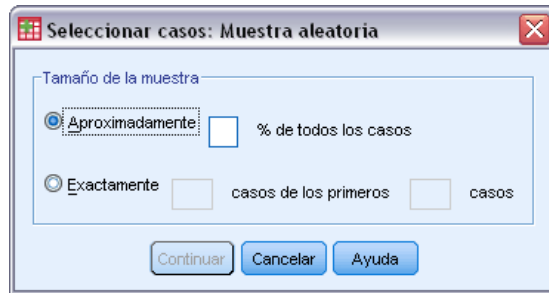 Seleccionar casos: Muestra aleatoria
Tamaño de la muestra
Aproximadamente % de todos los casos
Exactamente casos de los primeros casos
Continuar Cancelar Ayuda